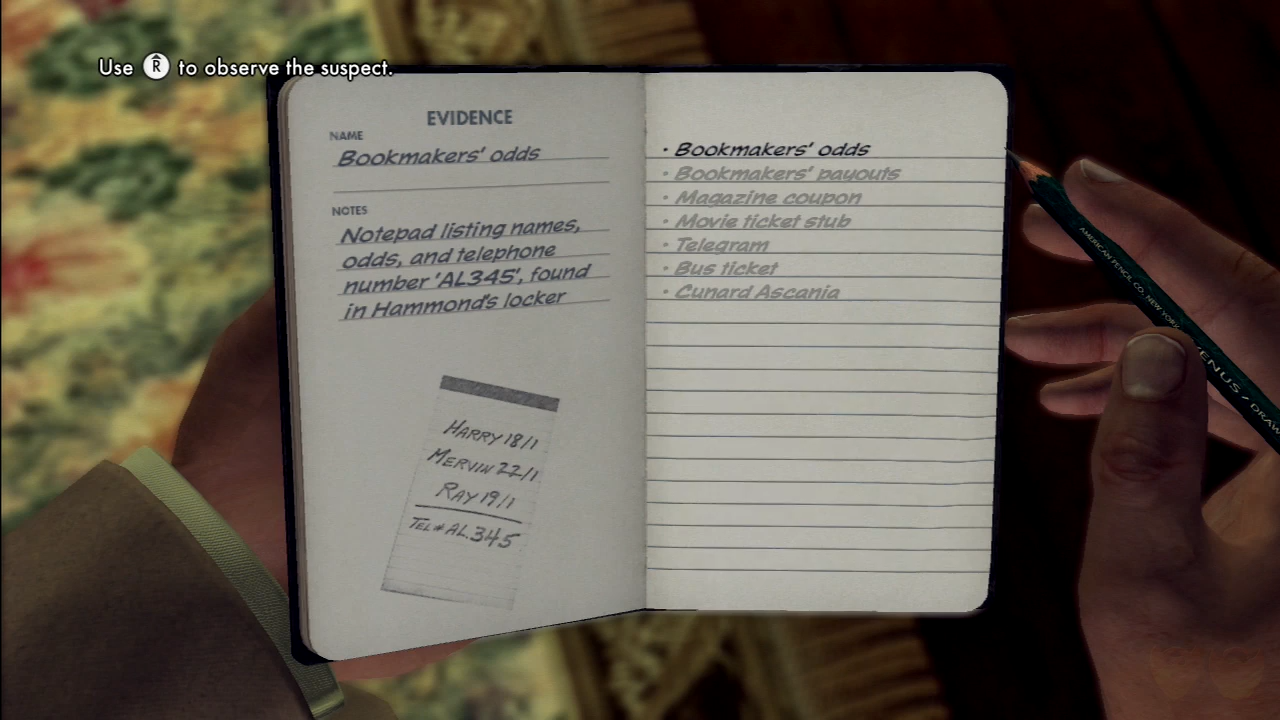 Use R to observe the suspect.
EVIDENCE
NAME
Bookmakers' odds
NOTES
Notepad listing names,
odds, and telephone
number 'AL345', found
in Hammond's locker
HARRY 18/1
MERVIN 22/1
RAY 19/1
TEL# AL.345
· Bookmakers' odds
· Bookmakers' payouts
· Magazine coupon
· Movie ticket stub
· Telegram
· Bus ticket
· Cunard Ascania
AMERICAN PENCIL CO. NEW YORK
VENUS / DRAW